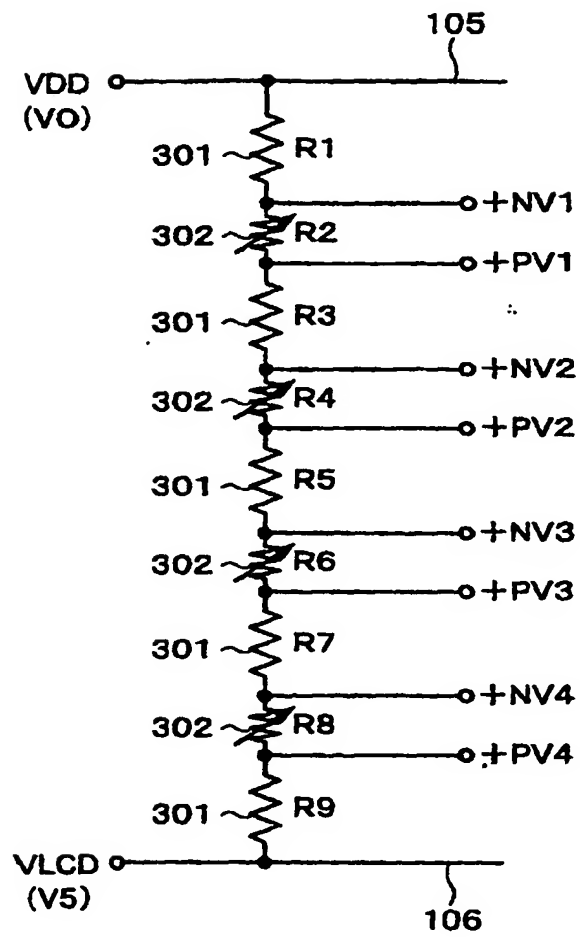 105
VDD
(VO)
301 R1
+NV1
302 R2
+PV1
301 R3
+NV2
302 R4
+PV2
301 R5
+NV3
302 R6
+PV3
301 R7
+NV4
302 R8
+PV4
301 R9
VLCD
(V5)
106